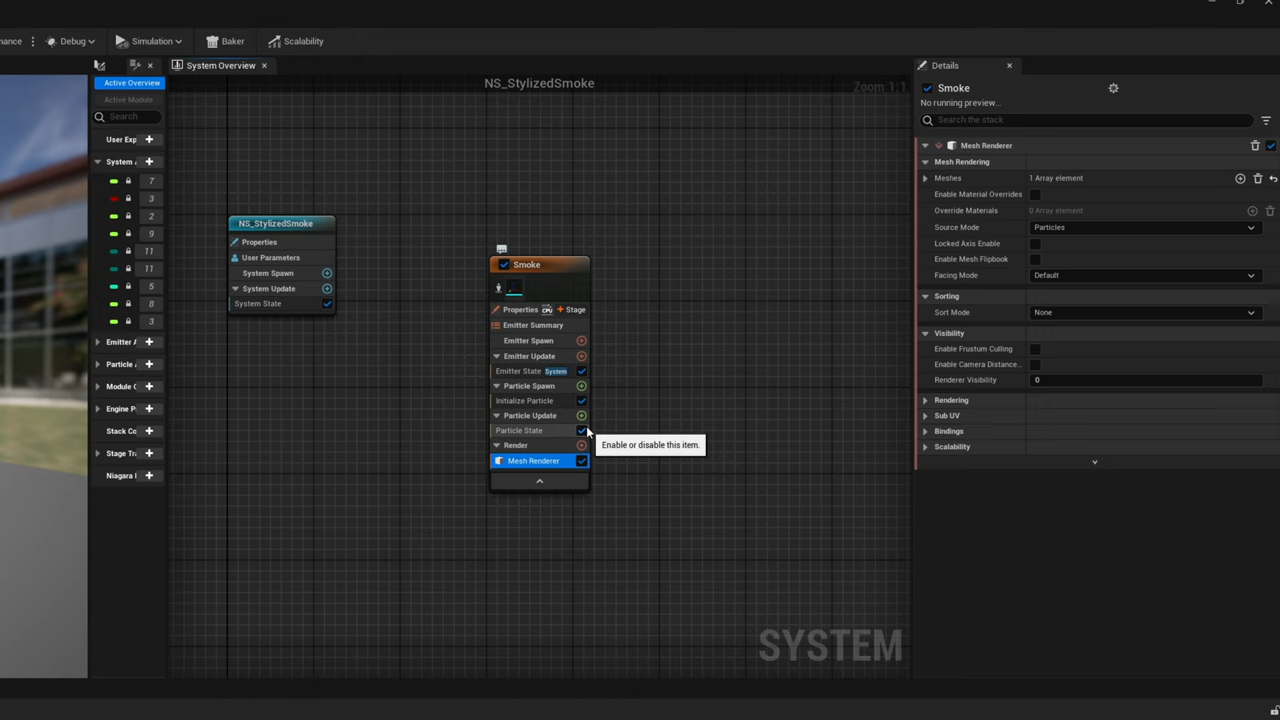 nance
Debug
Simulation
Baker
Scalability
System Overview
Details
Active Overview
Active Module
Search
User Exp
System A
7
3
2
9
11
11
5
8
3
Emitter A
Particle A
Module O
Engine P
Stack Co
Stage Tra
Niagara I
NS_StylizedSmoke
Zoom 1:1
NS_StylizedSmoke
Properties
User Parameters
System Spawn
System Update
System State
Smoke
Properties
CPU
Stage
Emitter Summary
Emitter Spawn
Emitter Update
Emitter State System
Particle Spawn
Initialize Particle
Particle Update
Particle State
Render
Mesh Renderer
Enable or disable this item.
SYSTEM
Smoke
No running preview...
Search the stack
Mesh Renderer
Mesh Rendering
Meshes 1 Array element
Enable Material Overrides
Override Materials 0 Array element
Source Mode Particles
Locked Axis Enable
Enable Mesh Flipbook
Facing Mode Default
Sorting
Sort Mode None
Visibility
Enable Frustum Culling
Enable Camera Distance...
Renderer Visibility 0
Rendering
Sub UV
Bindings
Scalability